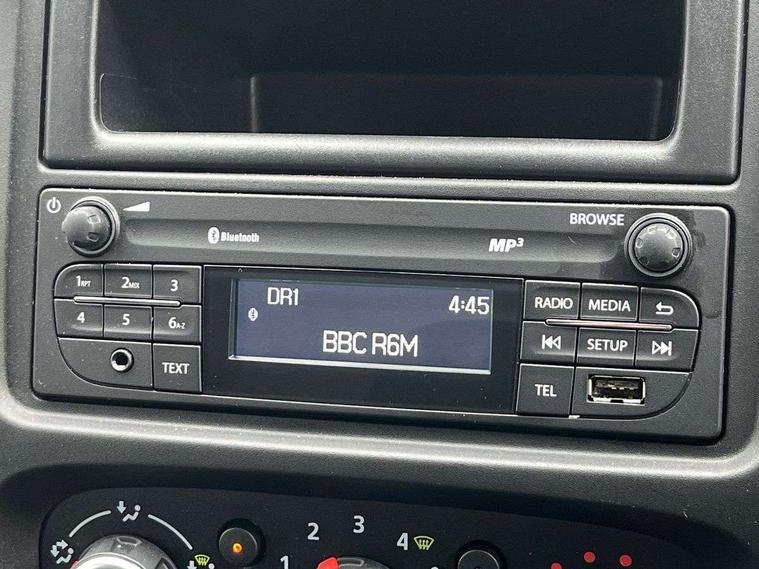 BROWSE
Bluetooth
MP3
1RPT 2MIX 3
DR1 4:45
RADIO MEDIA
4 5 6A-Z
BBC R6M
SETUP
TEXT
TEL
1 2 3 4